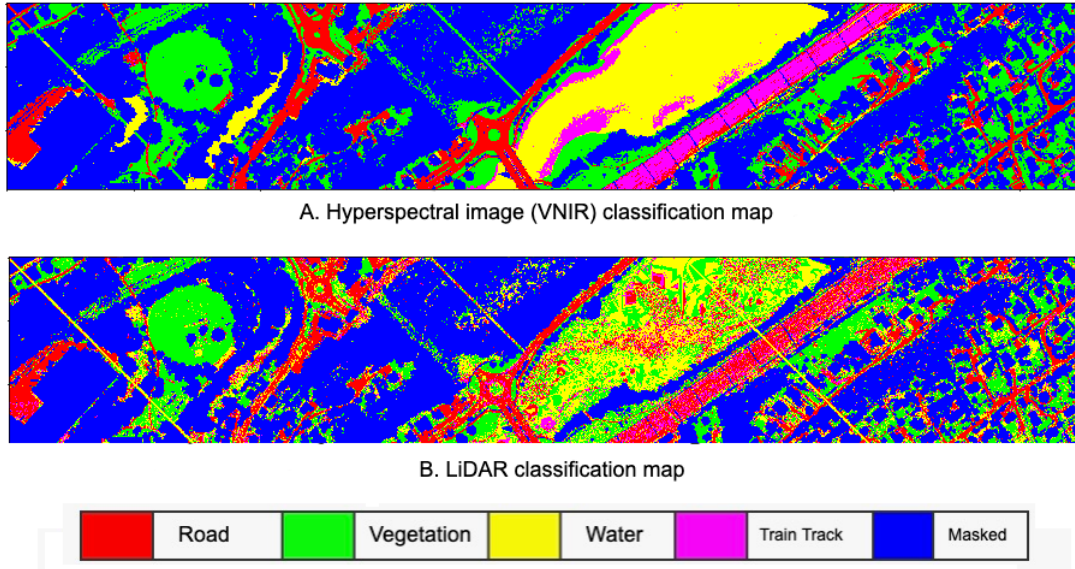 A. Hyperspectral image (VNIR) classification map
B. LiDAR classification map
Road Vegetation Water Train Track Masked